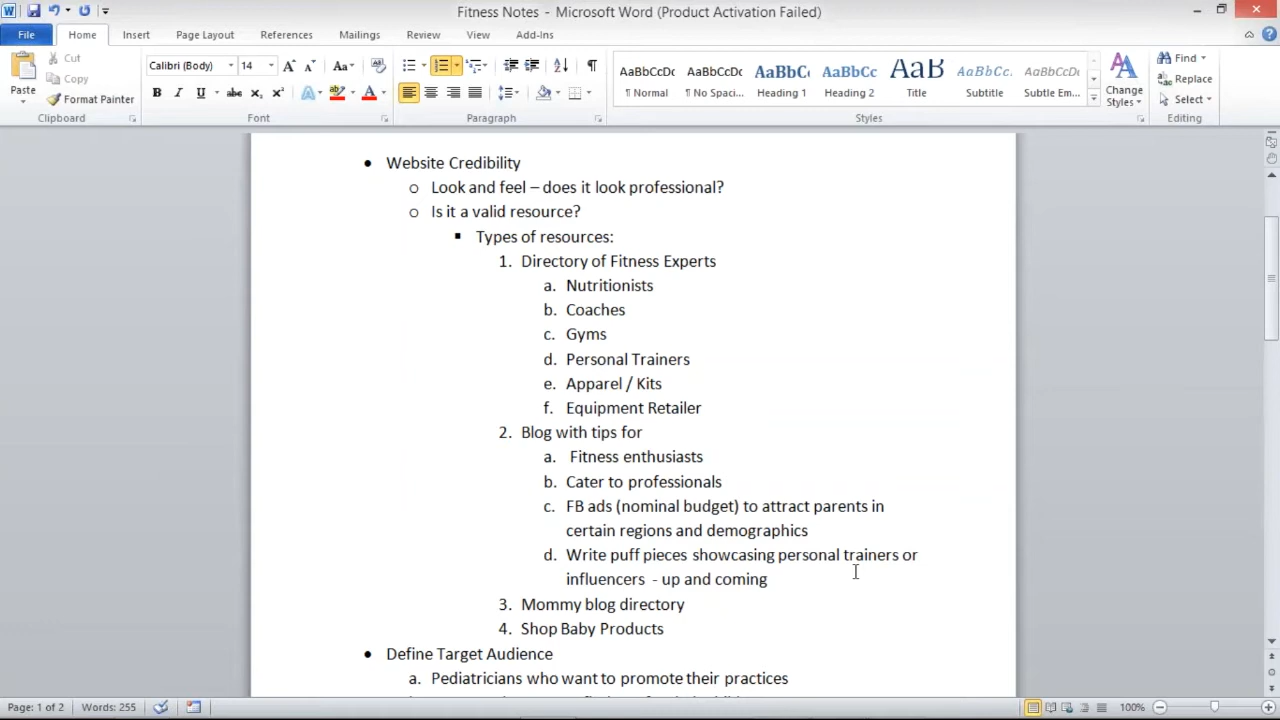 Fitness Notes - Microsoft Word (Product Activation Failed)
File Home Insert Page Layout References Mailings Review View Add-Ins
Paste
Cut
Copy
Format Painter
Clipboard
Calibri (Body) 14
Font
Paragraph
AaBbCcDc AaBbCcDc AaBbC( AaBbCc AaB AaBbCc. AaBbCcDc
¶ Normal ¶ No Spaci... Heading 1 Heading 2 Title Subtitle Subtle Em...
Styles
Change Styles
Find
Replace
Select
Editing
• Website Credibility
o Look and feel – does it look professional?
o Is it a valid resource?
▪ Types of resources:
1. Directory of Fitness Experts
a. Nutritionists
b. Coaches
c. Gyms
d. Personal Trainers
e. Apparel / Kits
f. Equipment Retailer
2. Blog with tips for
a. Fitness enthusiasts
b. Cater to professionals
c. FB ads (nominal budget) to attract parents in
certain regions and demographics
d. Write puff pieces showcasing personal trainers or
influencers - up and coming
3. Mommy blog directory
4. Shop Baby Products
• Define Target Audience
a. Pediatricians who want to promote their practices
Page: 1 of 2 Words: 255 100%